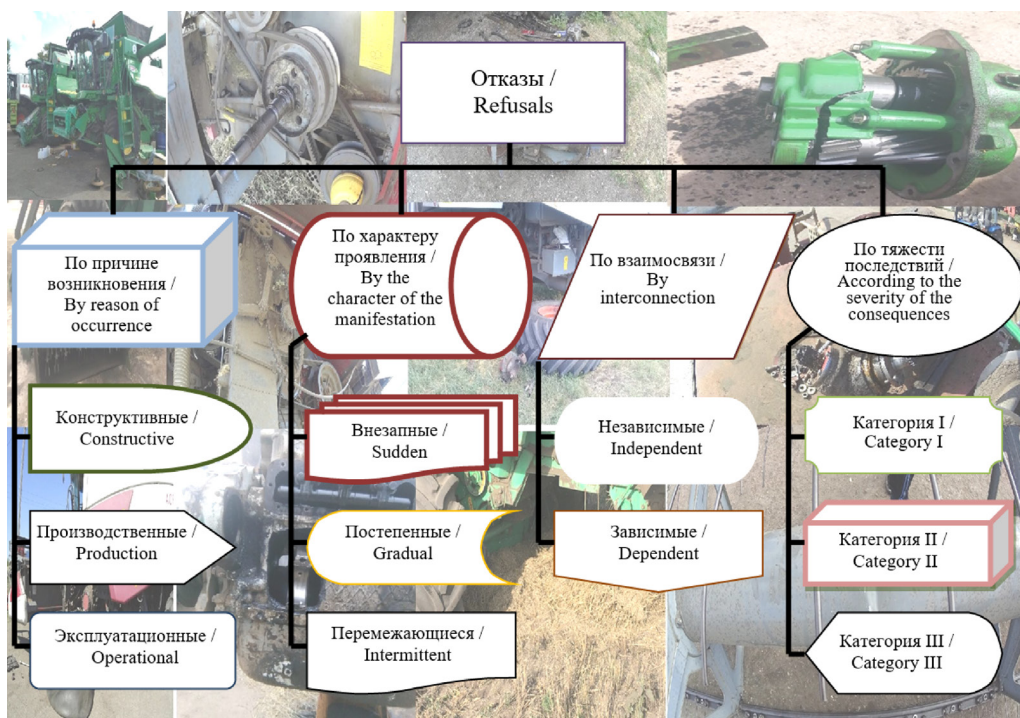 Отказы /
Refusals
По причине
возникновения /
By reason of
occurrence
По характеру
проявления /
By the
character of the
manifestation
По взаимосвязи /
By
interconnection
По тяжести
последствий /
According to the
severity of the
consequences
Конструктивные /
Constructive
Внезапные /
Sudden
Независимые /
Independent
Категория I /
Category I
Производственные /
Production
Постепенные /
Gradual
Зависимые /
Dependent
Категория II /
Category II
Эксплуатационные /
Operational
Перемежающиеся /
Intermittent
Категория III /
Category III